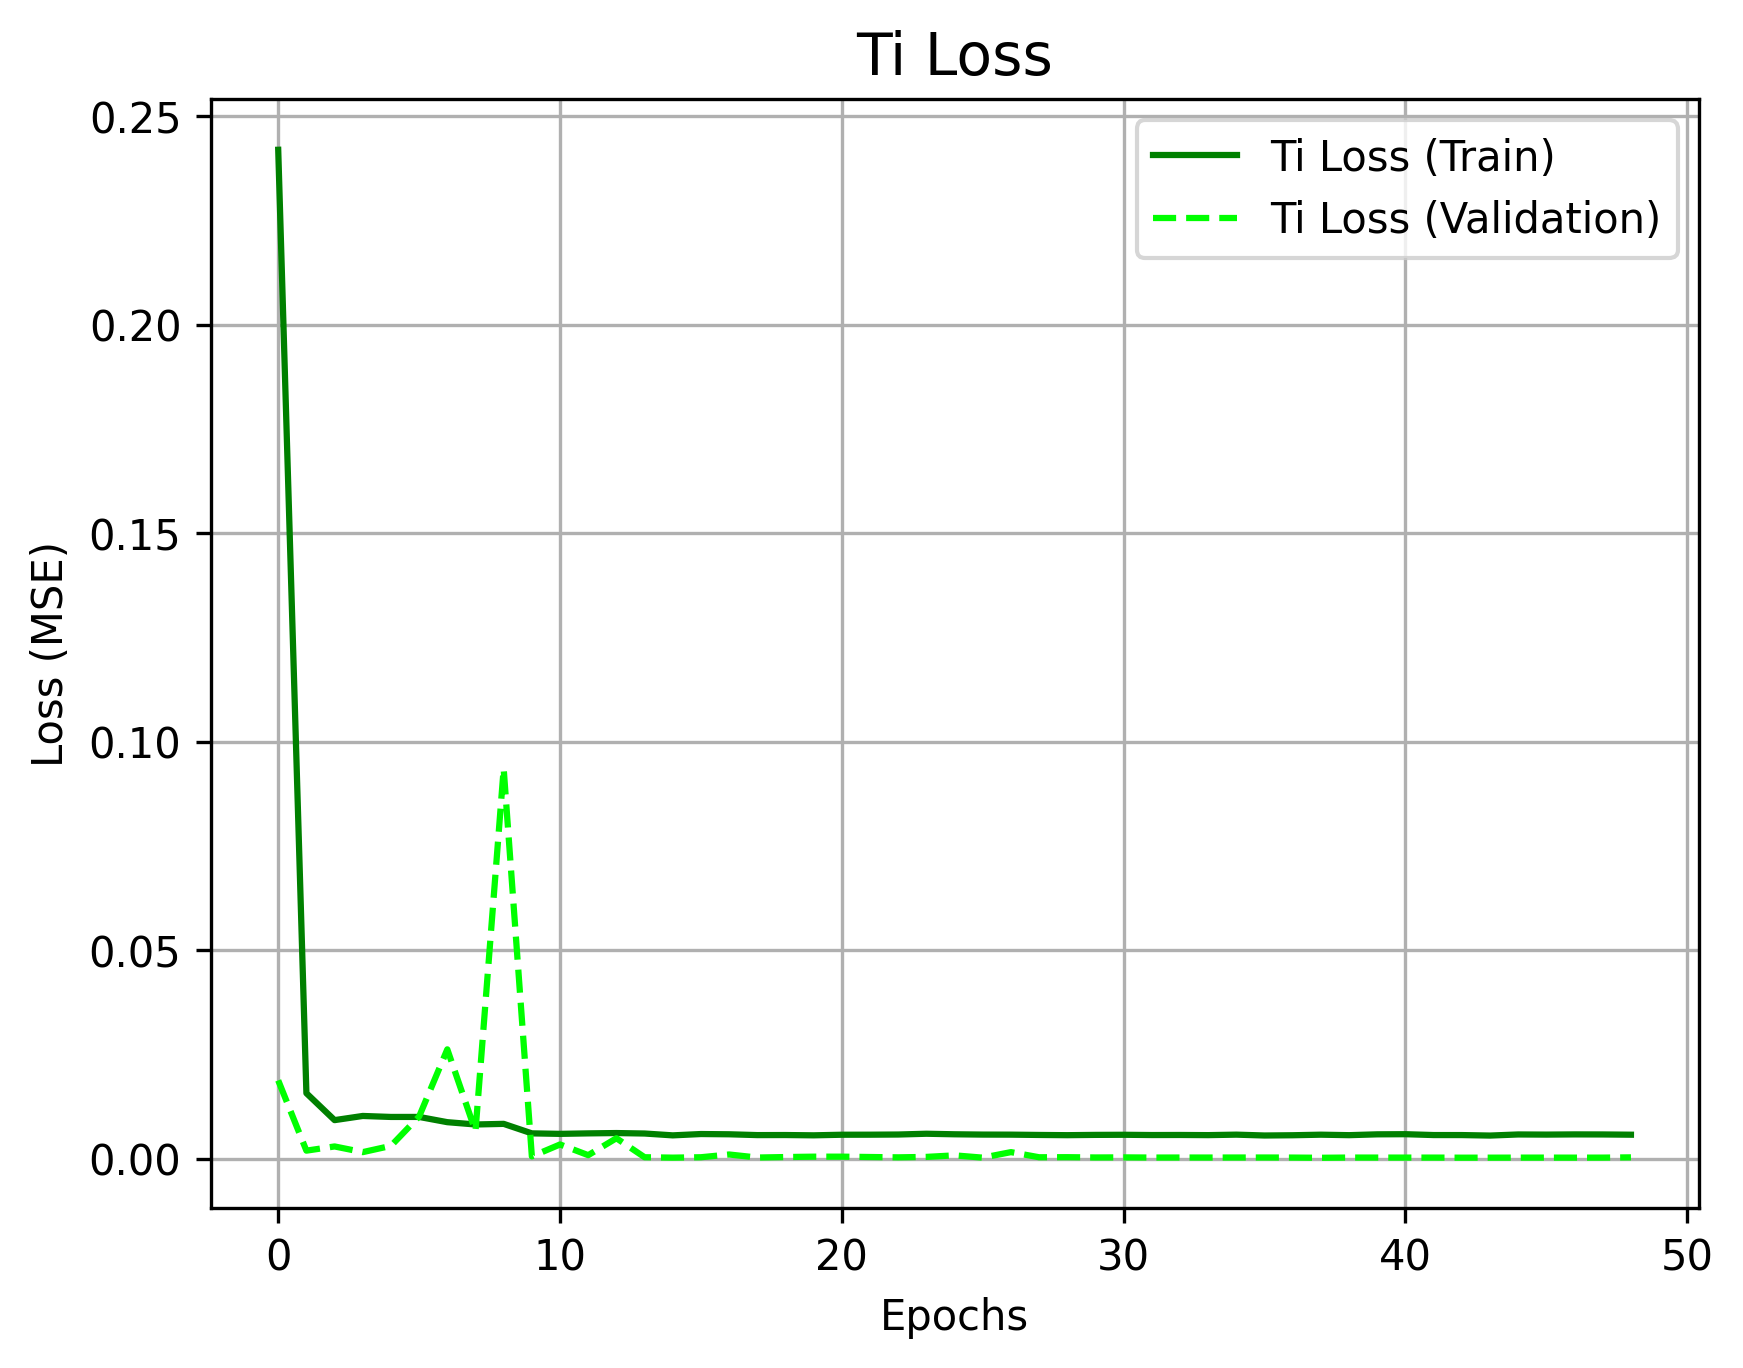 Ti Loss
0.25
0.20
0.15
0.10
0.05
0.00
Loss (MSE)
Ti Loss (Train)
Ti Loss (Validation)
0 10 20 30 40 50
Epochs